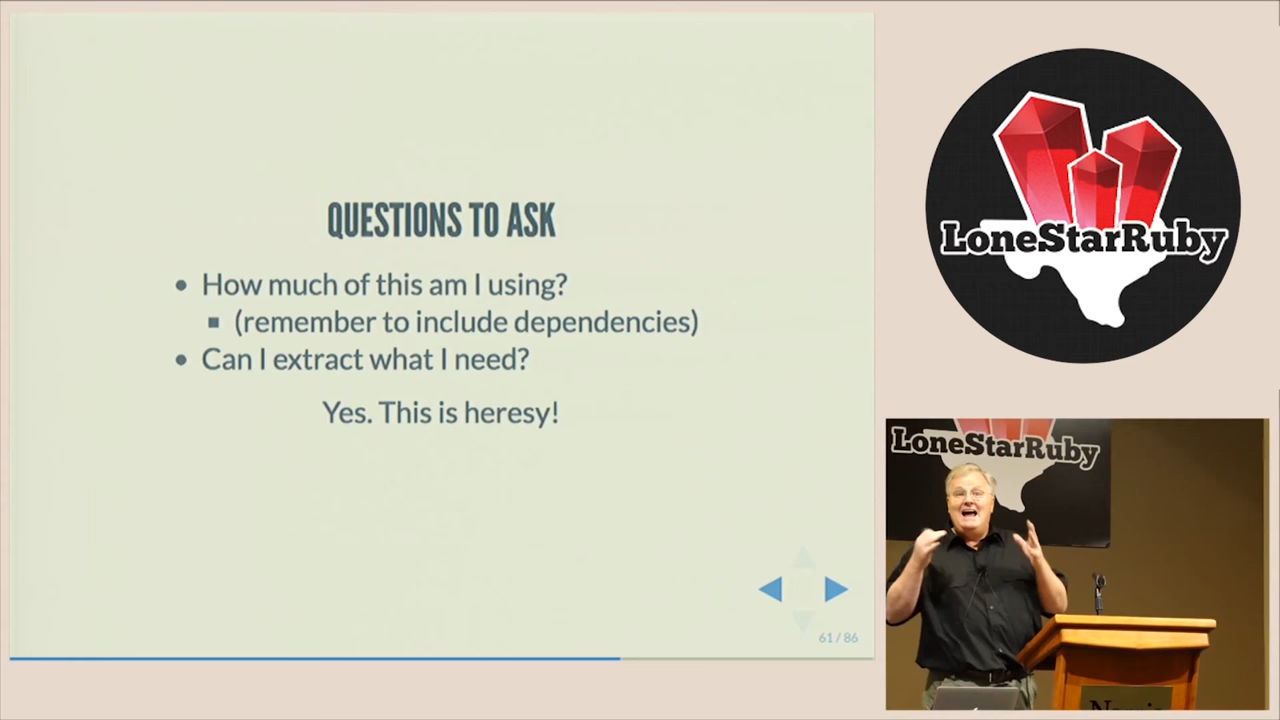 QUESTIONS TO ASK
How much of this am I using?
(remember to include dependencies)
Can I extract what I need?
Yes. This is heresy!
61 / 86
LoneStarRuby
LoneStarRuby